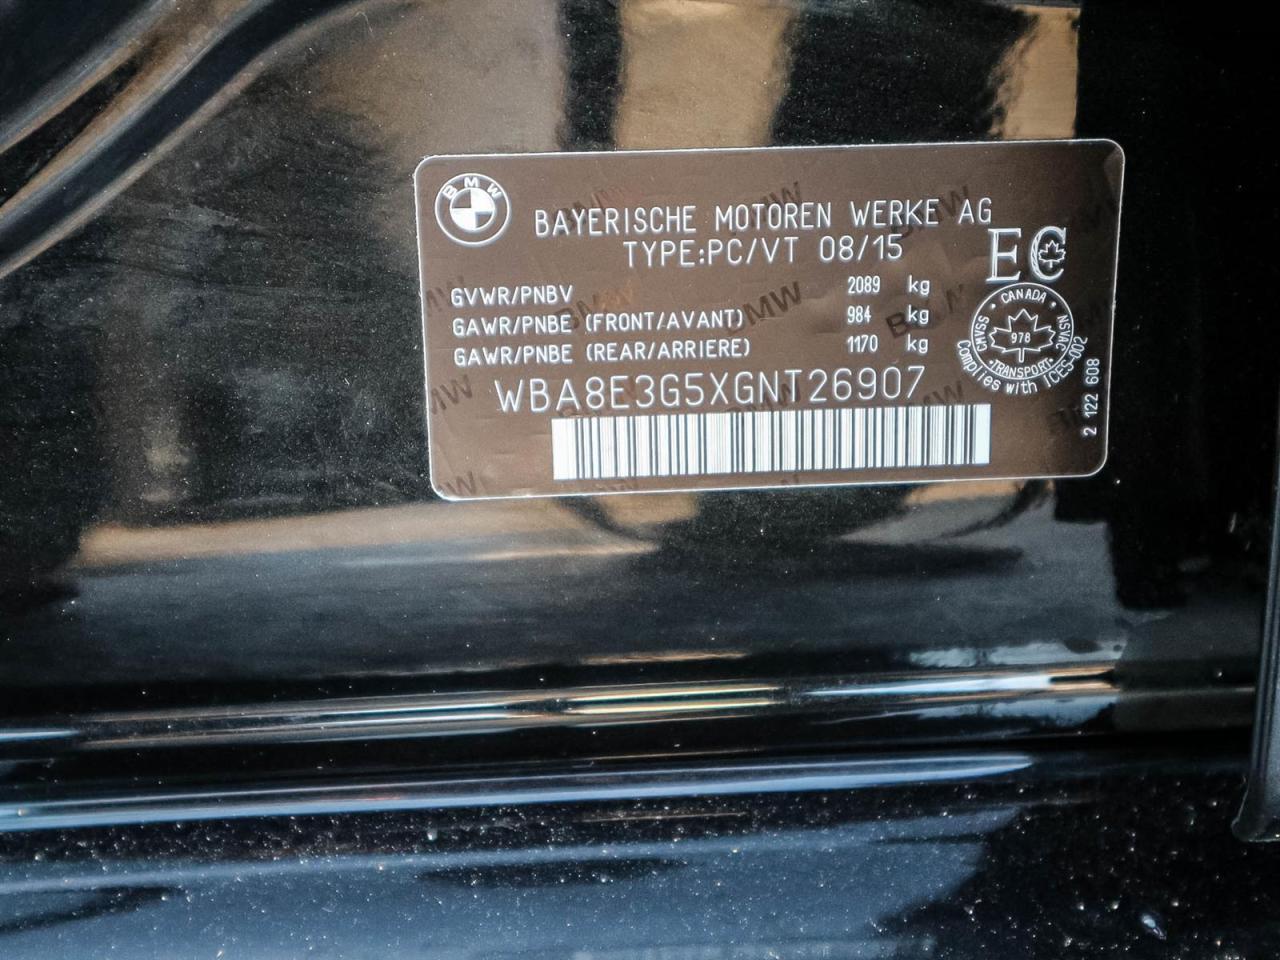 BMW
BAYERISCHE MOTOREN WERKE AG
TYPE:PC/VT 08/15
EC
GVWR/PNBV 2089 kg
GAWR/PNBE (FRONT/AVANT) 984 kg
GAWR/PNBE (REAR/ARRIERE) 1170 kg
WBA8E3G5XGNT26907
CANADA
CMVSS
NSVAC
978
TRANSPORT
Complies with ICES-002
2 122 608